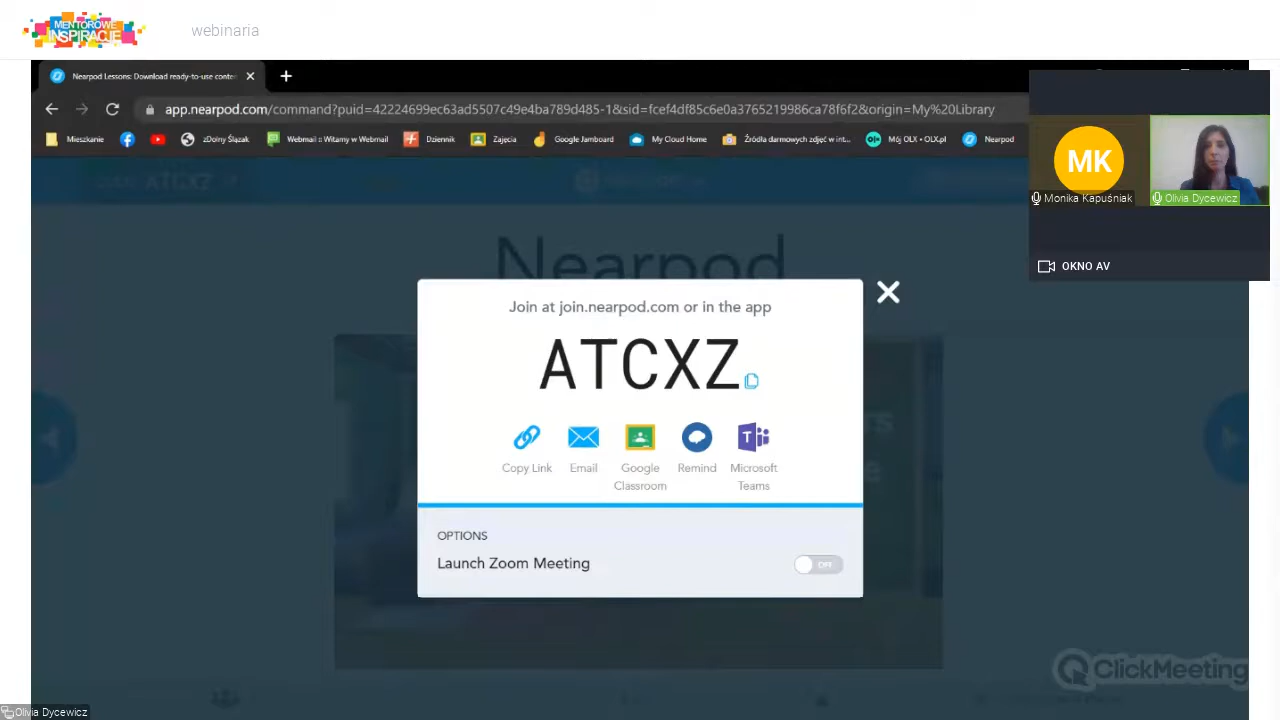 MENTOROWE
INSPIRACJE
webinaria
Nearpod Lessons: Download ready-to-use conte
app.nearpod.com/command?puid=42224699ec63ad5507c49e4ba789d485-1&sid=fcef4df85c6e0a3765219986ca78f6f2&origin=My%20Library
Mieszkanie
zDolny Ślązak
Webmail :: Witamy w Webmail
Dziennik
Zajęcia
Google Jamboard
My Cloud Home
Źródła darmowych zdjęć w int...
Mój OLX • OLX.pl
Nearpod
MK
Monika Kapuśniak
Olivia Dycewicz
OKNO AV
ATCXZ
Nearpod
Join at join.nearpod.com or in the app
ATCXZ
Copy Link
Email
Google Classroom
Remind
Microsoft Teams
OPTIONS
Launch Zoom Meeting
OFF
ClickMeeting
Olivia Dycewicz